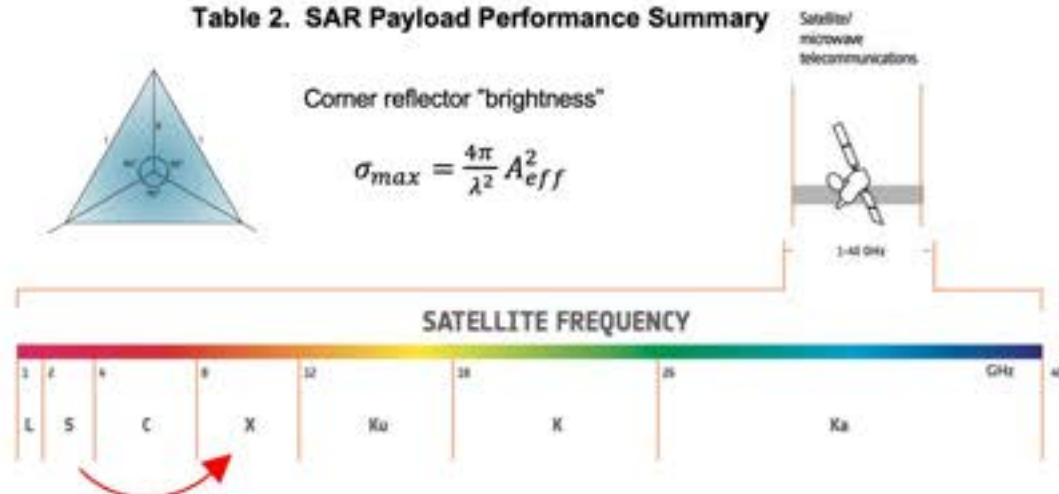 Table 2. SAR Payload Performance Summary
Satellite/
microwave
telecommunications
Corner reflector "brightness"
σ_max = 4π/λ² A²_eff
1-40 GHz
SATELLITE FREQUENCY
1 2 4 8 12 18 26 GHz 40
L S C X Ku K Ka